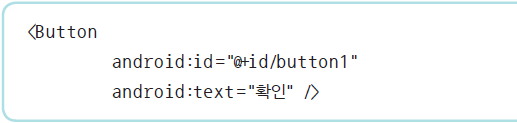 <Button
android:id="@+id/button1"
android:text="확인" />